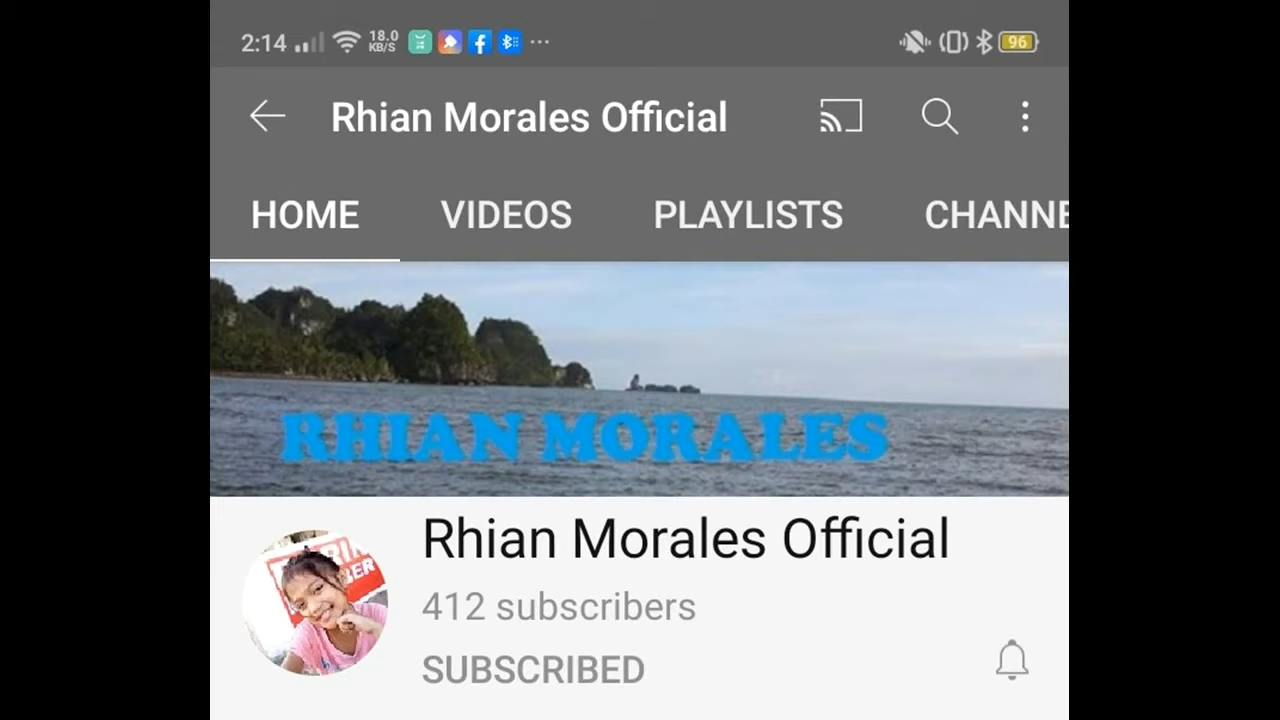 2:14 18.0 KB/S 96
Rhian Morales Official
HOME VIDEOS PLAYLISTS CHANNE
RHIAN MORALES
Rhian Morales Official
412 subscribers
SUBSCRIBED